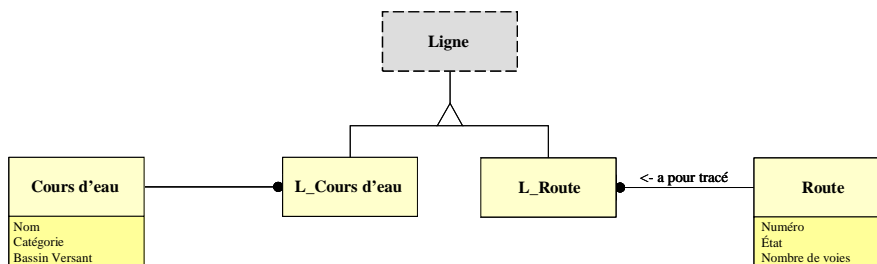 Ligne
Cours d'eau
L_Cours d'eau
L_Route
<- a pour tracé
Route
Nom
Catégorie
Bassin Versant
Numéro
État
Nombre de voies